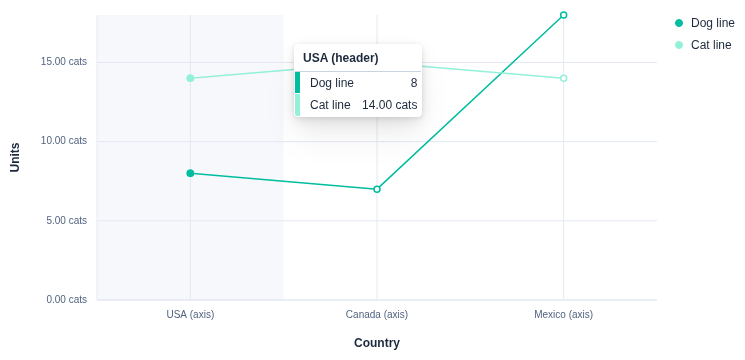 15.00 cats
10.00 cats
5.00 cats
0.00 cats
Units
USA (axis)
Canada (axis)
Mexico (axis)
Country
USA (header)
Dog line 8
Cat line 14.00 cats
Dog line
Cat line